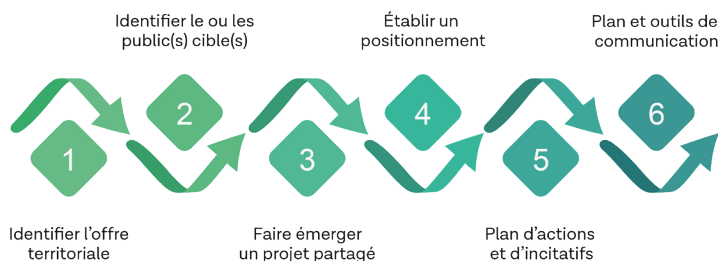 Identifier le ou les
public(s) cible(s)
Établir un
positionnement
Plan et outils de
communication
1
2
3
4
5
6
Identifier l’offre
territoriale
Faire émerger
un projet partagé
Plan d’actions
et d’incitatifs